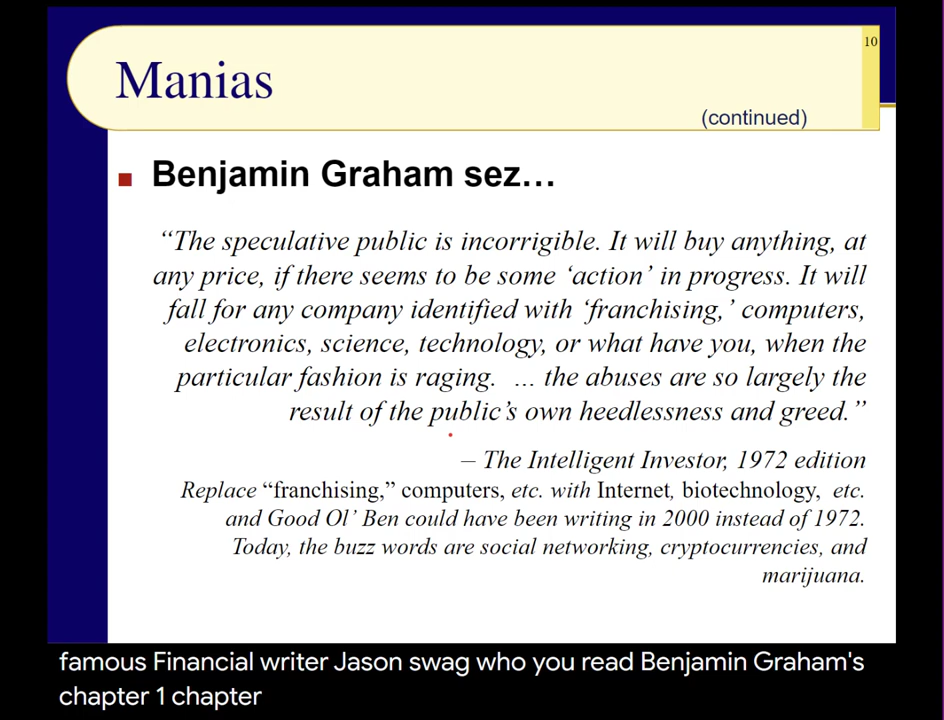 10
Manias
(continued)
Benjamin Graham sez…
“The speculative public is incorrigible. It will buy anything, at
any price, if there seems to be some ‘action’ in progress. It will
fall for any company identified with ‘franchising,’ computers,
electronics, science, technology, or what have you, when the
particular fashion is raging. … the abuses are so largely the
result of the public’s own heedlessness and greed.”
– The Intelligent Investor, 1972 edition
Replace “franchising,” computers, etc. with Internet, biotechnology, etc.
and Good Ol’ Ben could have been writing in 2000 instead of 1972.
Today, the buzz words are social networking, cryptocurrencies, and
marijuana.
famous Financial writer Jason swag who you read Benjamin Graham's
chapter 1 chapter